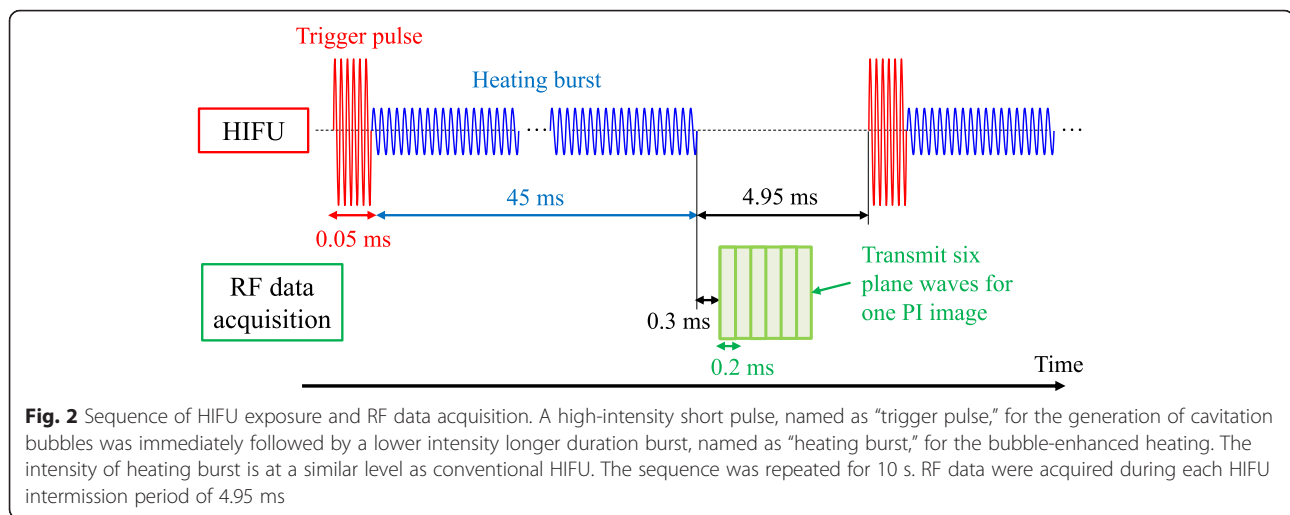 Trigger pulse
Heating burst
HIFU
...
...
45 ms
4.95 ms
0.05 ms
RF data
acquisition
Transmit six
plane waves for
one PI image
0.3 ms
0.2 ms
Time
Fig. 2 Sequence of HIFU exposure and RF data acquisition. A high-intensity short pulse, named as “trigger pulse,” for the generation of cavitation
bubbles was immediately followed by a lower intensity longer duration burst, named as “heating burst,” for the bubble-enhanced heating. The
intensity of heating burst is at a similar level as conventional HIFU. The sequence was repeated for 10 s. RF data were acquired during each HIFU
intermission period of 4.95 ms